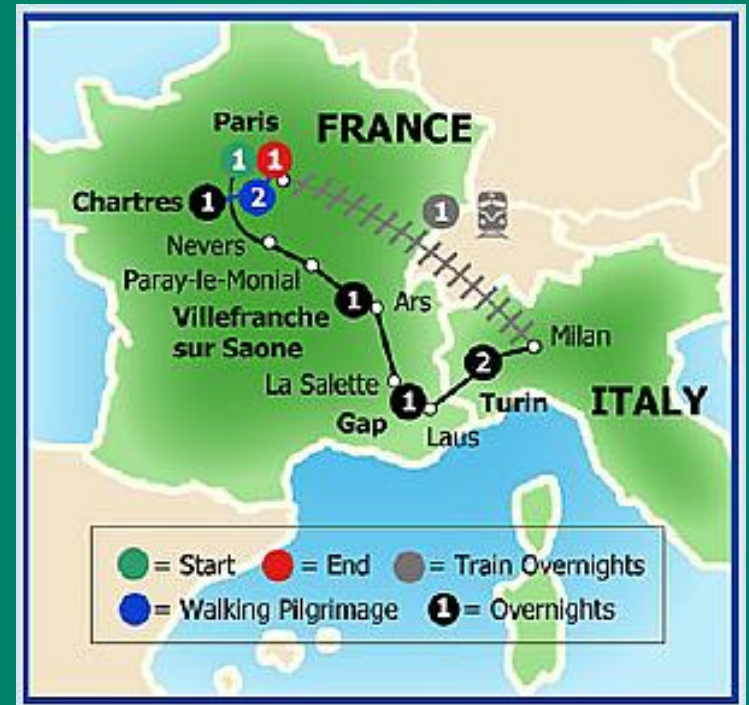 Paris
FRANCE
1
1
Chartres
1
2
1
Nevers
Paray-le-Monial
1
Ars
Villefranche
sur Saone
Milan
2
La Salette
1
Turin
ITALY
Gap
Laus
= Start
= End
= Train Overnights
= Walking Pilgrimage
1 = Overnights